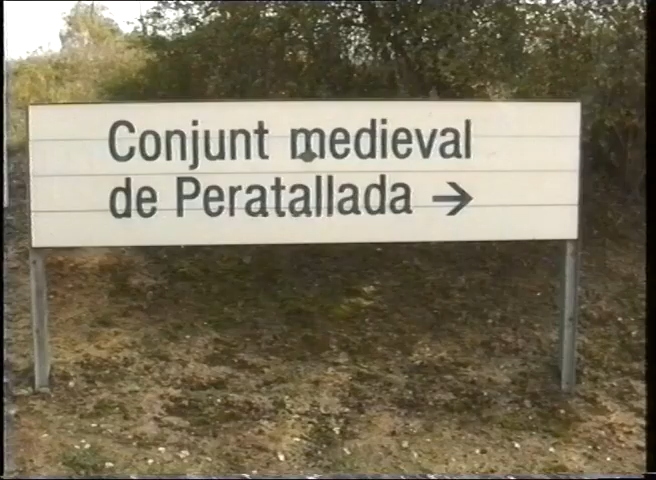 Conjunt medieval
de Peratallada →